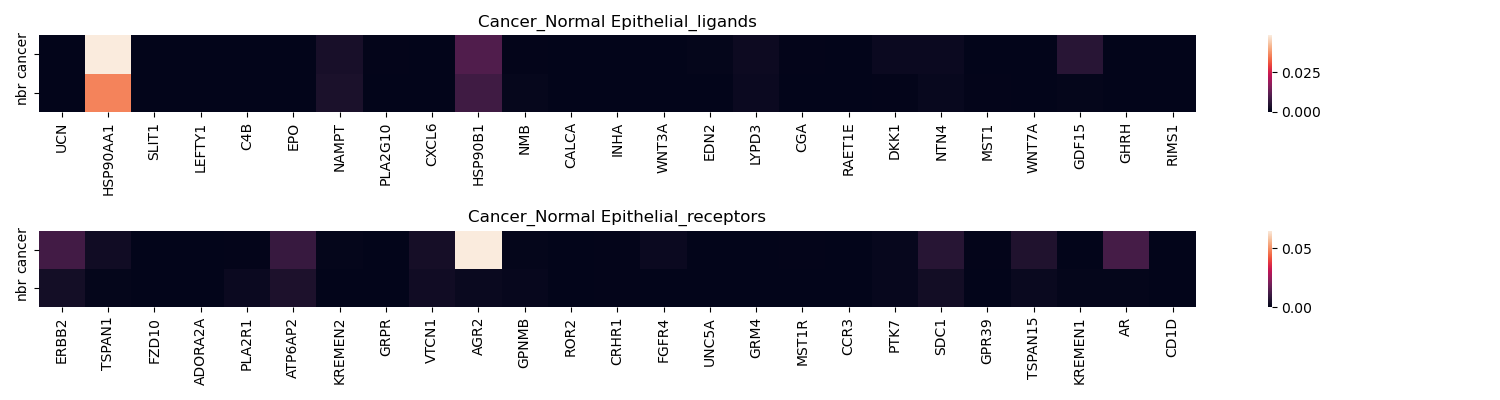 Cancer_Normal Epithelial_ligands
nbr cancer
0.025
0.000
UCN HSP90AA1 SLIT1 LEFTY1 C4B EPO NAMPT PLA2G10 CXCL6 HSP90B1 NMB CALCA INHA WNT3A EDN2 LYPD3 CGA RAET1E DKK1 NTN4 MST1 WNT7A GDF15 GHRH RIMS1
Cancer_Normal Epithelial_receptors
nbr cancer
0.05
0.00
ERBB2 TSPAN1 FZD10 ADORA2A PLA2R1 ATP6AP2 KREMEN2 GRPR VTCN1 AGR2 GPNMB ROR2 CRHR1 FGFR4 UNC5A GRM4 MST1R CCR3 PTK7 SDC1 GPR39 TSPAN15 KREMEN1 AR CD1D